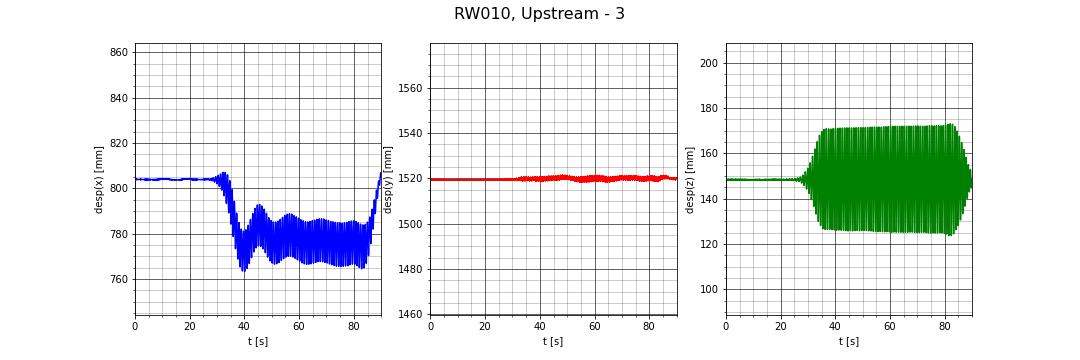 RW010, Upstream - 3
desp(x) [mm]
860
840
820
800
780
760
0 20 40 60 80
t [s]
desp(y) [mm]
1560
1540
1520
1500
1480
1460
0 20 40 60 80
t [s]
desp(z) [mm]
200
180
160
140
120
100
0 20 40 60 80
t [s]